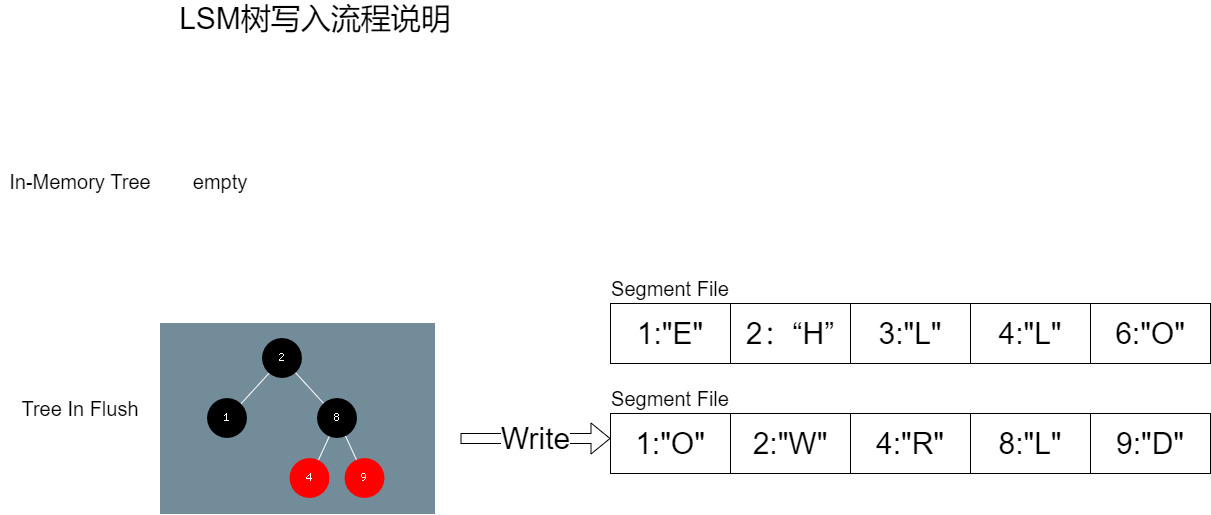 LSM树写入流程说明
In-Memory Tree empty
Segment File
1:"E" 2：“H” 3:"L" 4:"L" 6:"O"
2
Segment File
Tree In Flush
1 8
Write
1:"O" 2:"W" 4:"R" 8:"L" 9:"D"
4 9